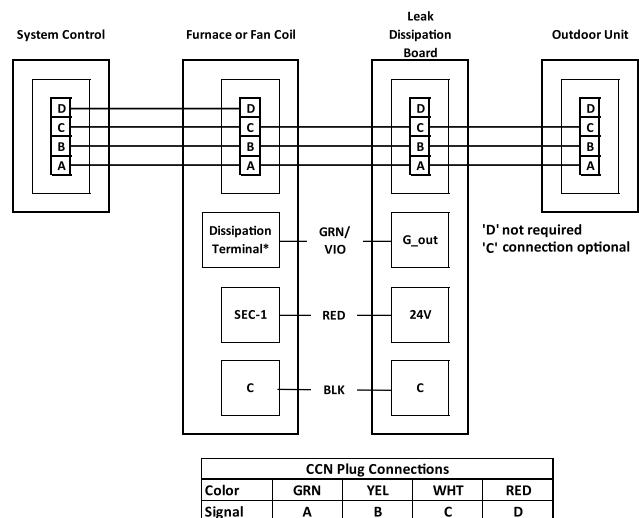 Leak
System Control Furnace or Fan Coil Dissipation Outdoor Unit
Board
D D D D
C C C C
B B B B
A A A A
Dissipation
Terminal*
GRN/
VIO
G_out
'D' not required
'C' connection optional
SEC-1 RED 24V
C BLK C
CCN Plug Connections
Color GRN YEL WHT RED
Signal A B C D